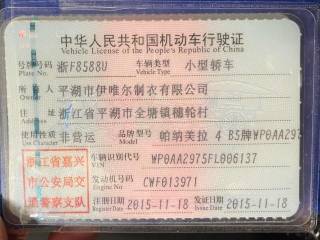 中华人民共和国机动车行驶证
Vehicle License of the People's Republic of China
号牌号码 浙F8588U 车辆类型 小型轿车
Plate No. Vehicle Type
所有人 平湖市伊唯尔制衣有限公司
Owner
住址 浙江省平湖市全塘镇穗轮村
Address
使用性质 非营运 品牌型号 帕纳美拉 4 B5牌WP0AA297
Use Character Model
浙江省嘉兴 车辆识别代号 WP0AA2975FL006137
VIN
市公安局交 发动机号码 CWF013971
Engine No.
通警察支队 注册日期 2015-11-18 发证日期 2015-11-18
Register Date Issue Date